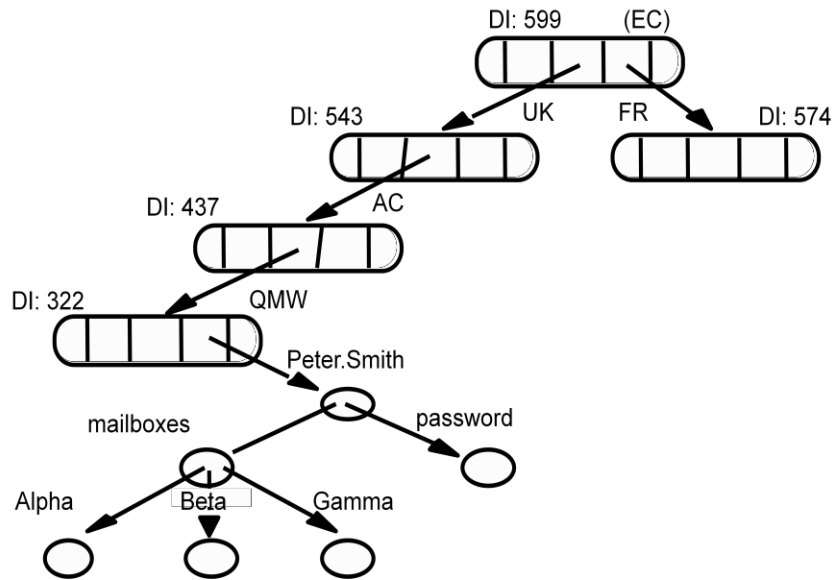 DI: 599 (EC)
DI: 543 UK FR DI: 574
DI: 437 AC
DI: 322 QMW
Peter.Smith
mailboxes password
Alpha Beta Gamma